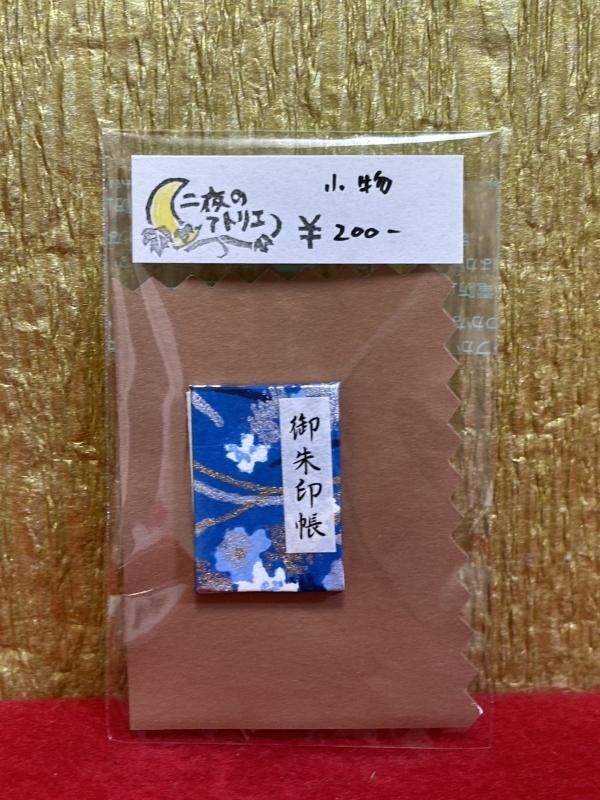 二夜の
アトリエ
小物
¥200-
御朱印帳